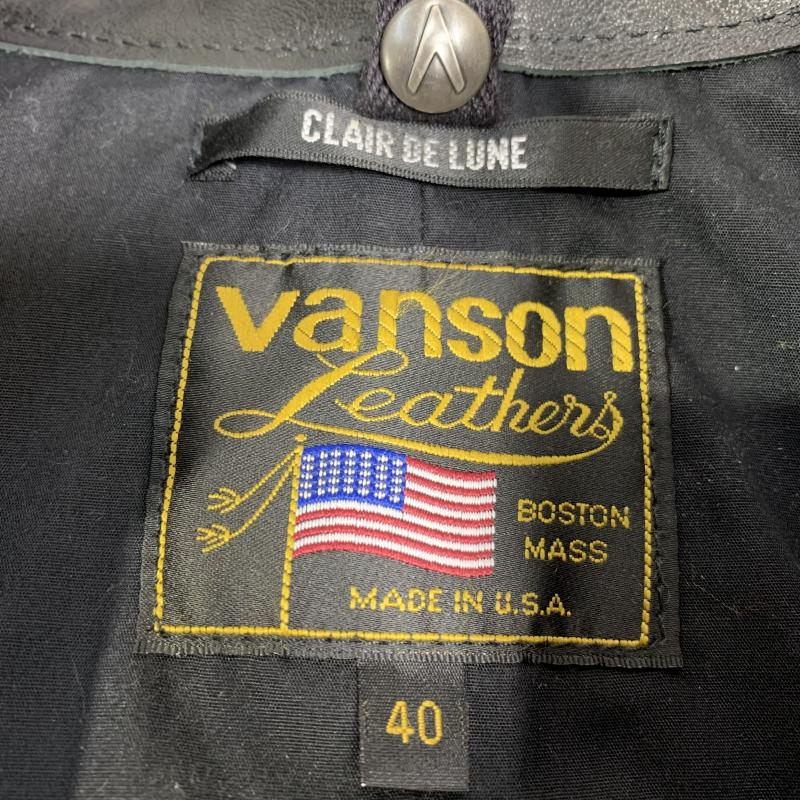 CLAIR DE LUNE
Vanson
Leathers
BOSTON
MASS
MADE IN U.S.A.
40